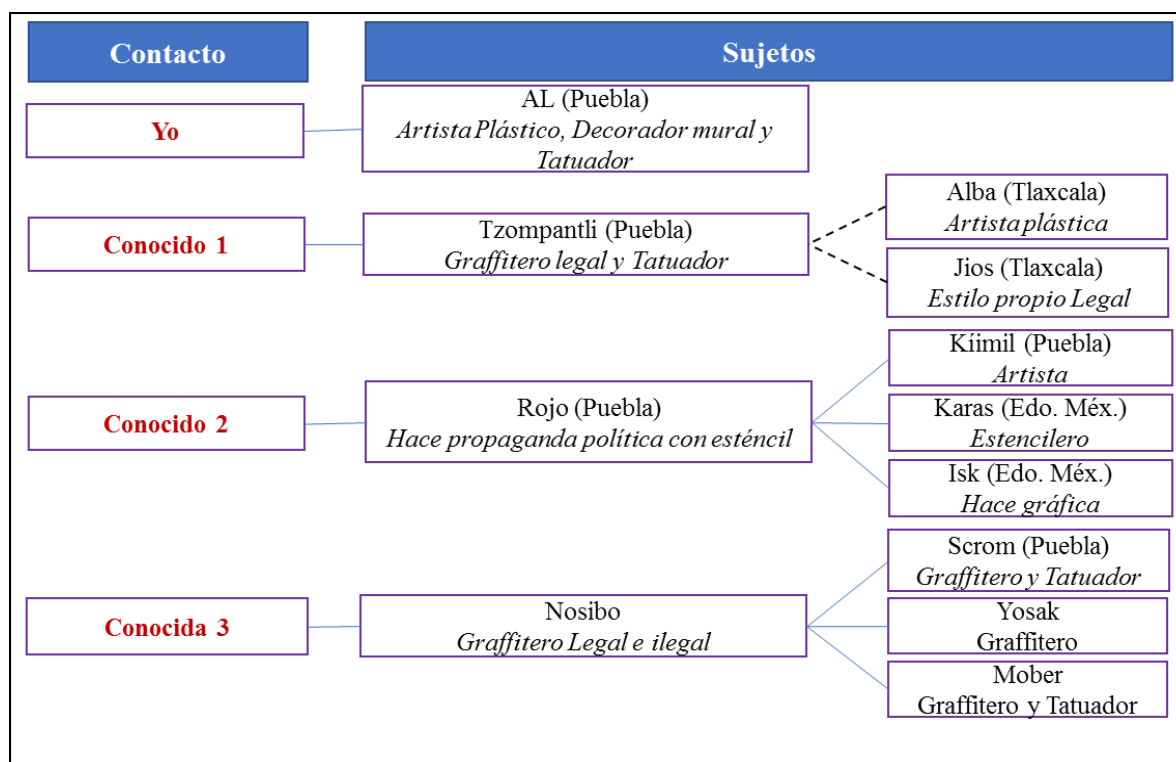 Contacto
Sujetos
Yo
AL (Puebla)
Artista Plástico, Decorador mural y
Tatuador
Conocido 1
Tzompantli (Puebla)
Graffitero legal y Tatuador
Alba (Tlaxcala)
Artista plástica
Jios (Tlaxcala)
Estilo propio Legal
Conocido 2
Rojo (Puebla)
Hace propaganda política con esténcil
Kíimil (Puebla)
Artista
Karas (Edo. Méx.)
Estencilero
Isk (Edo. Méx.)
Hace gráfica
Conocida 3
Nosibo
Graffitero Legal e ilegal
Scrom (Puebla)
Graffitero y Tatuador
Yosak
Graffitero
Mober
Graffitero y Tatuador